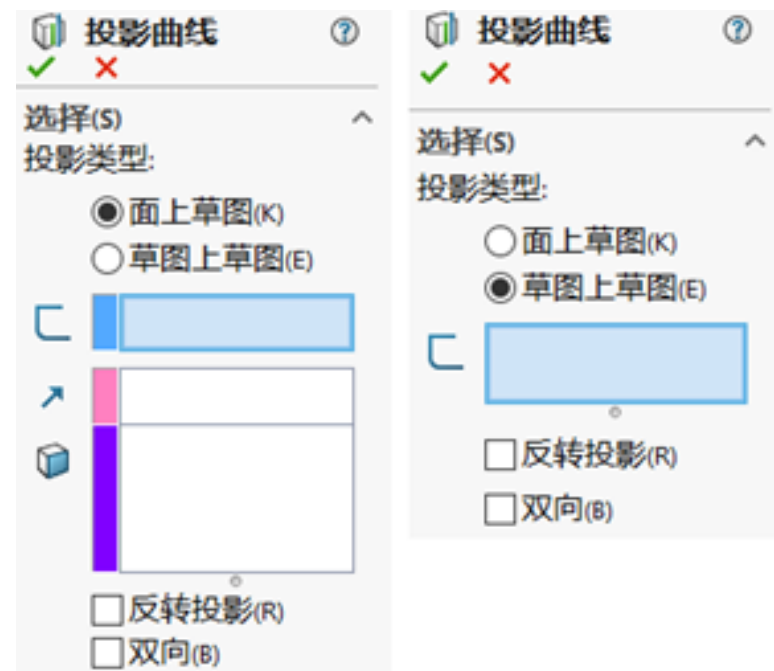 投影曲线
选择(S)
投影类型:
面上草图(K)
草图上草图(E)
反转投影(R)
双向(B)
投影曲线
选择(S)
投影类型:
面上草图(K)
草图上草图(E)
反转投影(R)
双向(B)